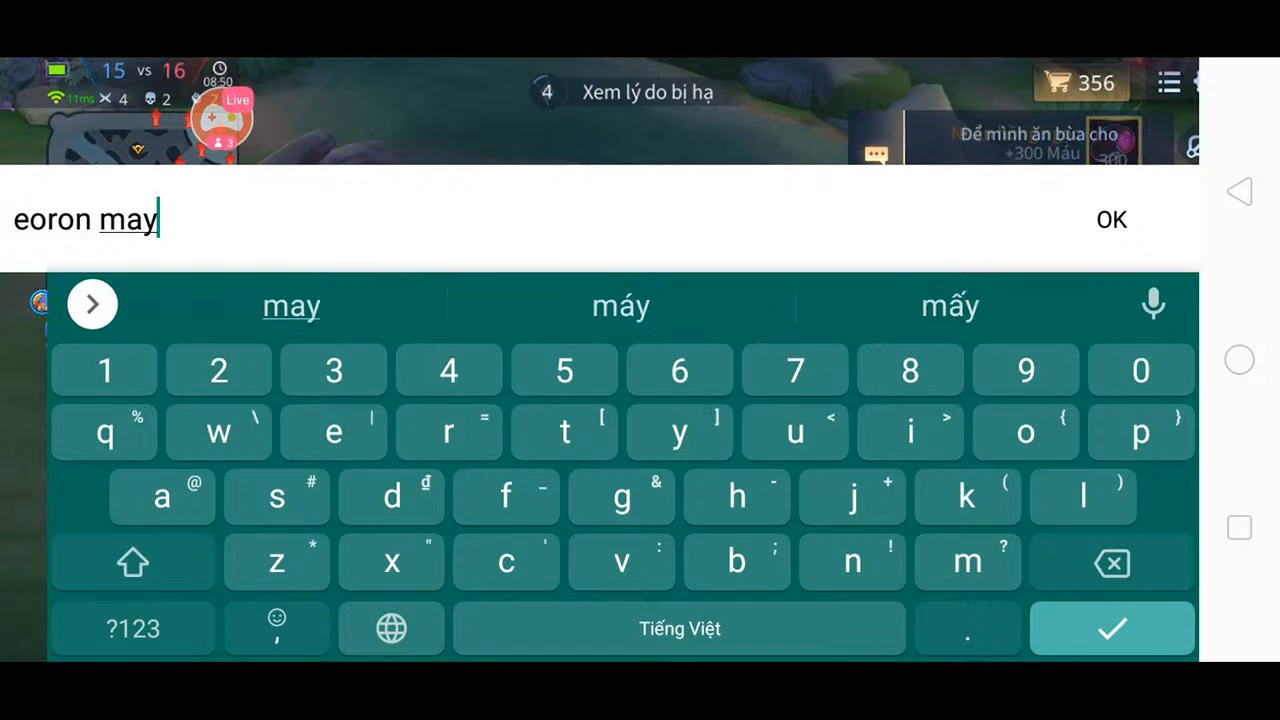 15 vs 16
08:50
11ms 4 2
Live
3
4 Xem lý do bị hạ
356
Để mình ăn bùa cho
+300 Máu
300
eoron may
OK
may máy mấy
1 2 3 4 5 6 7 8 9 0
q % w \ e | r = t [ y ] u < i > o { p }
a @ s # d ₫ f _ g & h - j + k ( l )
z * x " c ' v : b ; n ! m ?
?123 , Tiếng Việt .